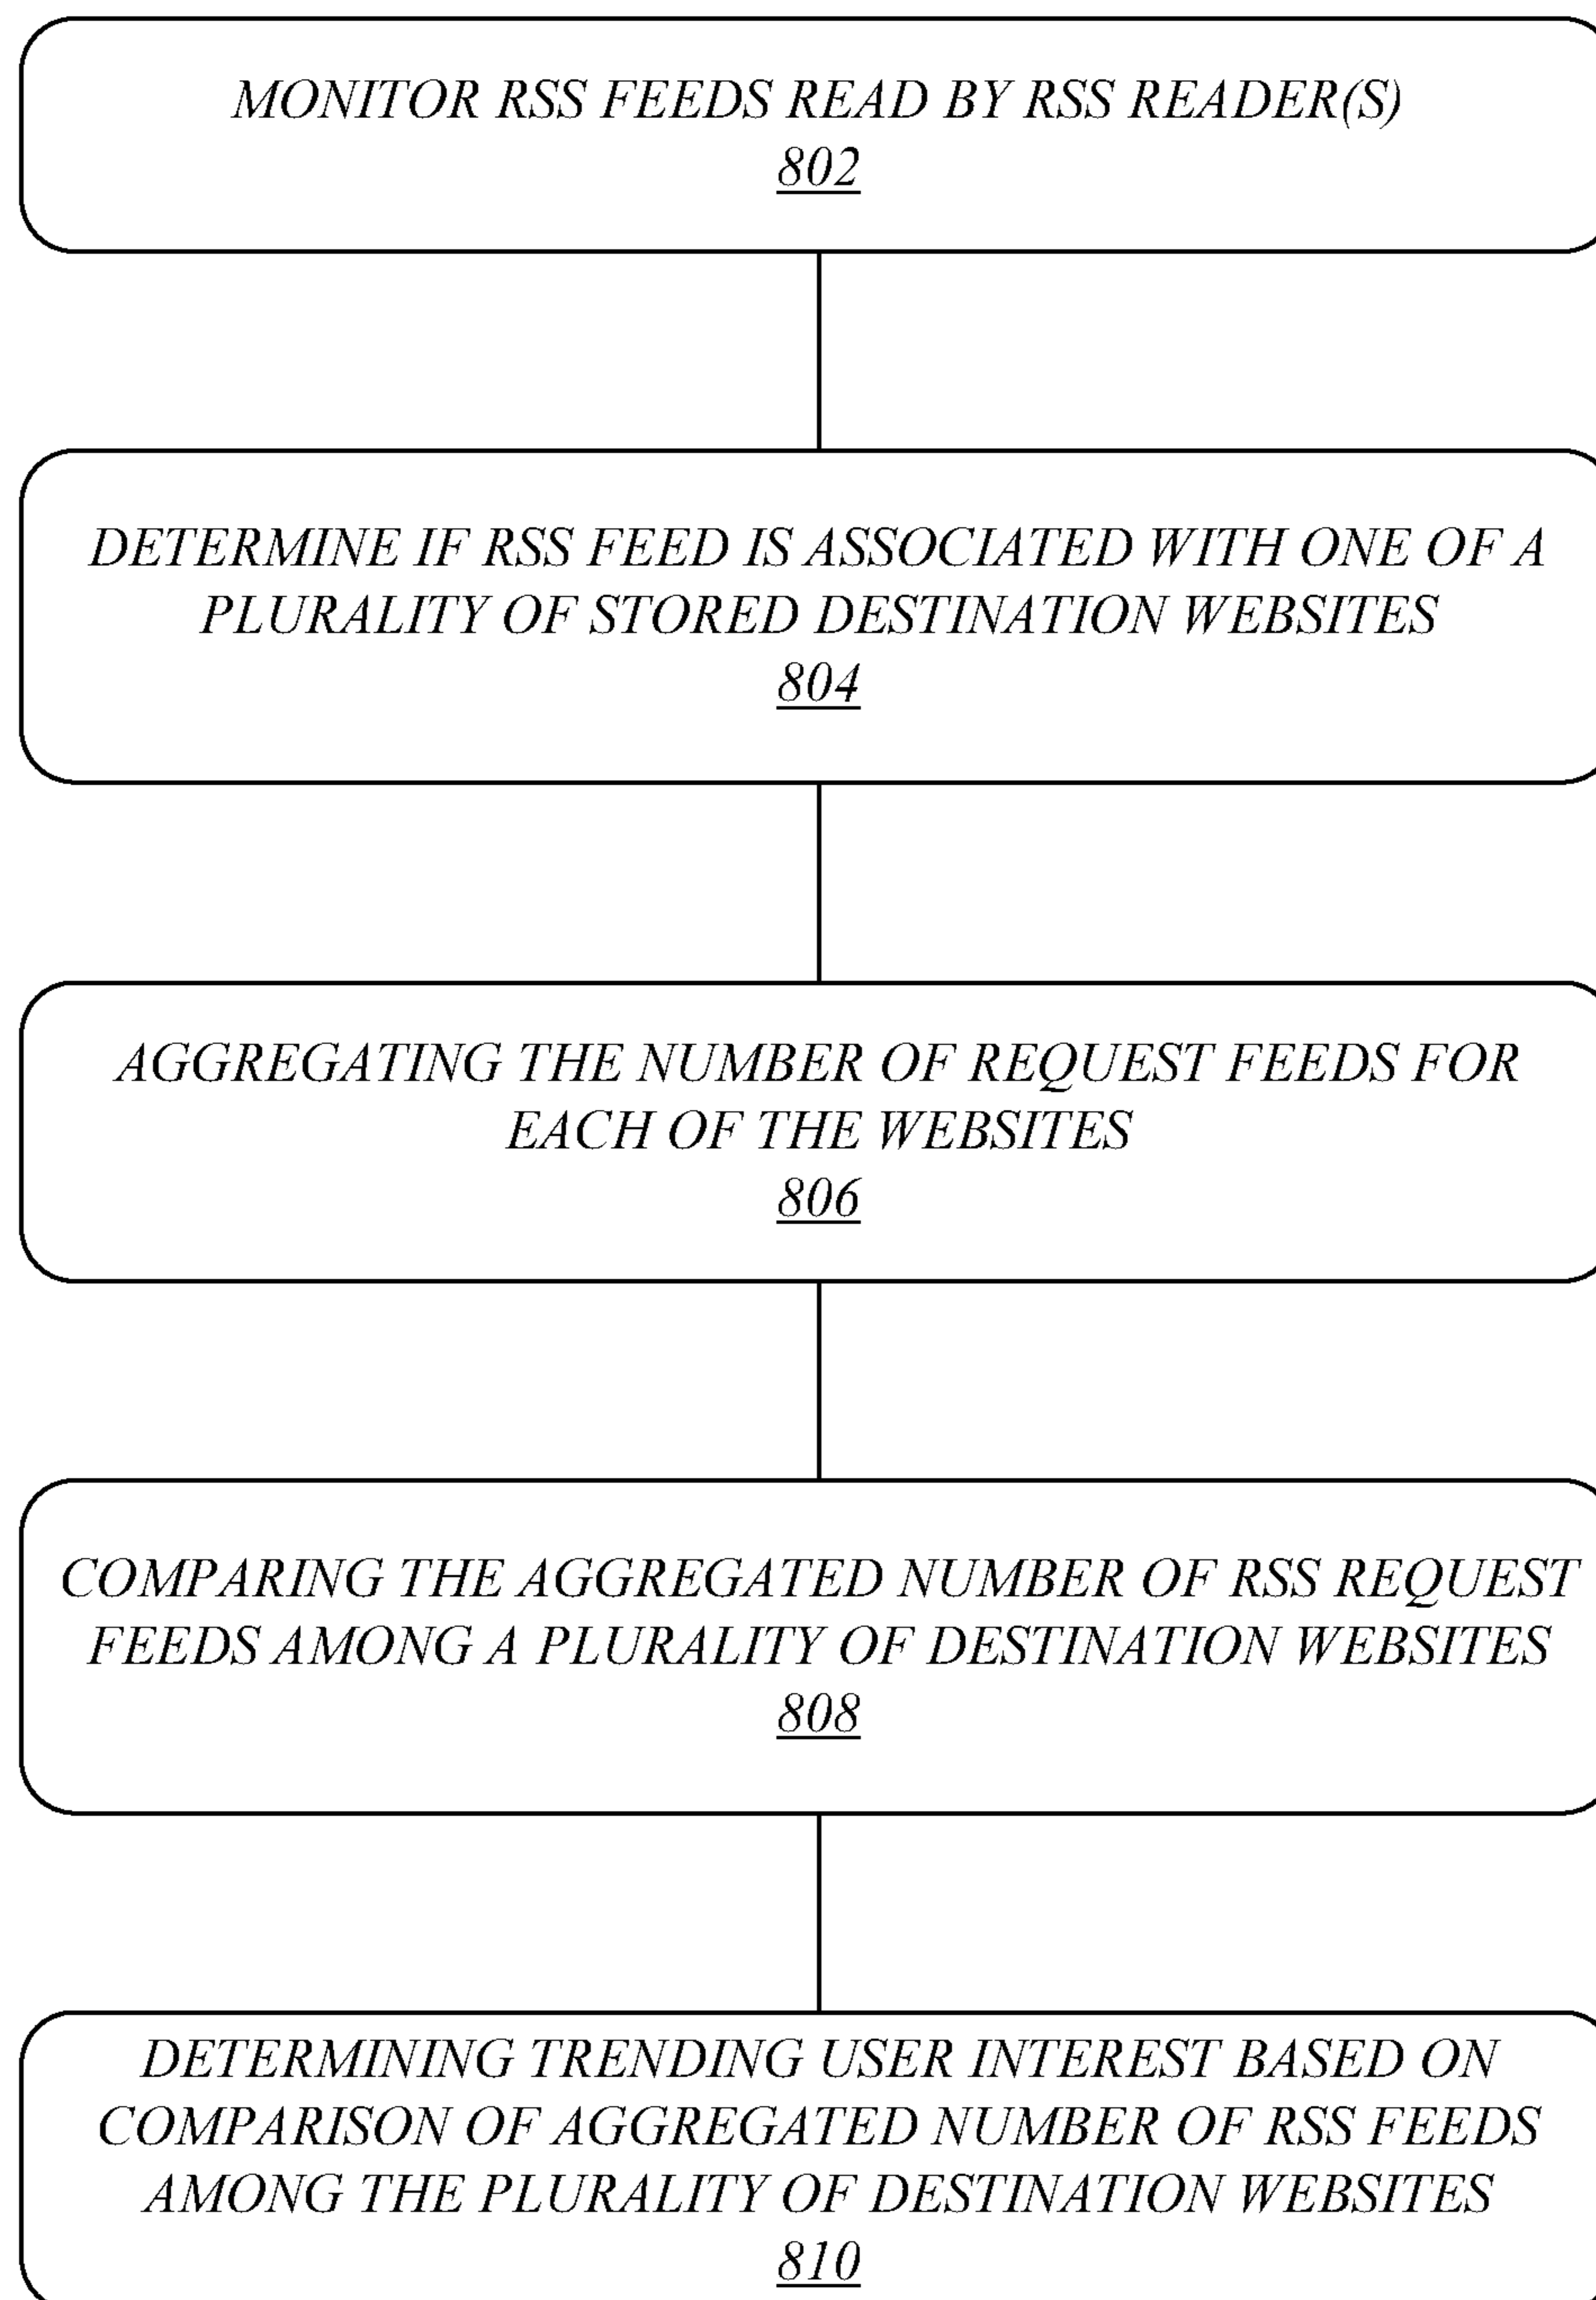 MONITOR RSS FEEDS READ BY RSS READER(S)
802
DETERMINE IF RSS FEED IS ASSOCIATED WITH ONE OF A
PLURALITY OF STORED DESTINATION WEBSITES
804
AGGREGATING THE NUMBER OF REQUEST FEEDS FOR
EACH OF THE WEBSITES
806
COMPARING THE AGGREGATED NUMBER OF RSS REQUEST
FEEDS AMONG A PLURALITY OF DESTINATION WEBSITES
808
DETERMINING TRENDING USER INTEREST BASED ON
COMPARISON OF AGGREGATED NUMBER OF RSS FEEDS
AMONG THE PLURALITY OF DESTINATION WEBSITES
810